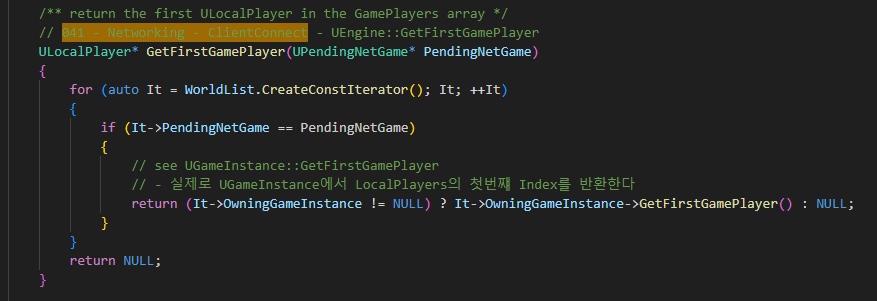 /** return the first ULocalPlayer in the GamePlayers array */
// 041 - Networking - ClientConnect - UEngine::GetFirstGamePlayer
ULocalPlayer* GetFirstGamePlayer(UPendingNetGame* PendingNetGame)
{
for (auto It = WorldList.CreateConstIterator(); It; ++It)
{
if (It->PendingNetGame == PendingNetGame)
{
// see UGameInstance::GetFirstGamePlayer
// - 실제로 UGameInstance에서 LocalPlayers의 첫번쨰 Index를 반환한다
return (It->OwningGameInstance != NULL) ? It->OwningGameInstance->GetFirstGamePlayer() : NULL;
}
}
return NULL;
}